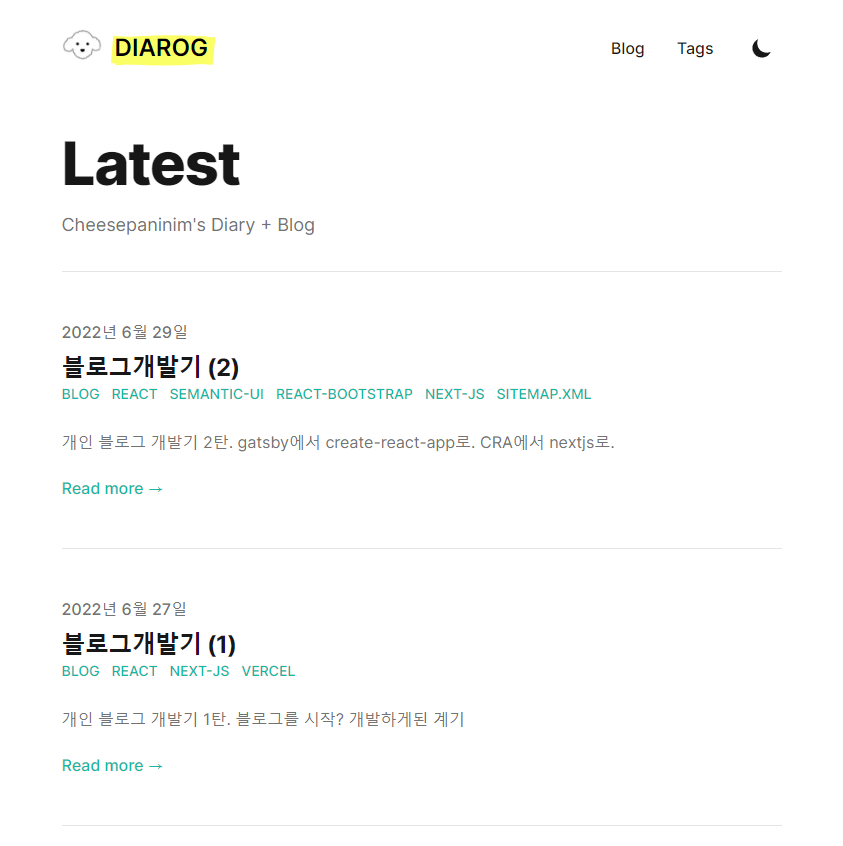 DIAROG
Blog Tags
Latest
Cheesepaninim's Diary + Blog
2022년 6월 29일
블로그개발기 (2)
BLOG REACT SEMANTIC-UI REACT-BOOTSTRAP NEXT-JS SITEMAP.XML
개인 블로그 개발기 2탄. gatsby에서 create-react-app로. CRA에서 nextjs로.
Read more →
2022년 6월 27일
블로그개발기 (1)
BLOG REACT NEXT-JS VERCEL
개인 블로그 개발기 1탄. 블로그를 시작? 개발하게된 계기
Read more →